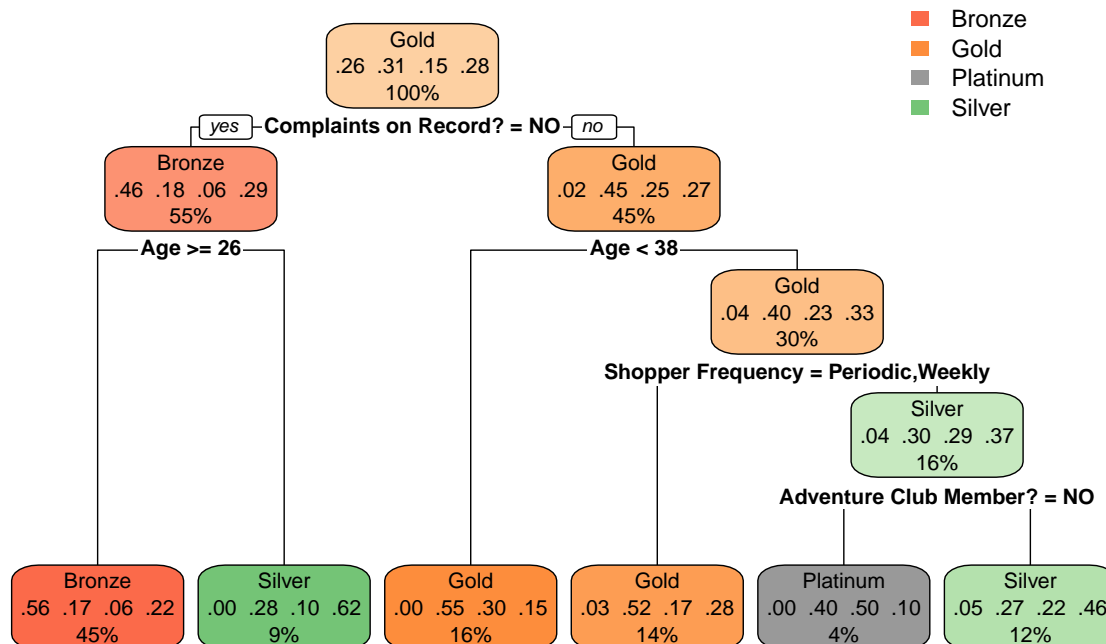 Bronze
Gold
Platinum
Silver
Gold
.26 .31 .15 .28
100%
yes Complaints on Record? = NO no
Bronze
.46 .18 .06 .29
55%
Gold
.02 .45 .25 .27
45%
Age >= 26
Age < 38
Gold
.04 .40 .23 .33
30%
Shopper Frequency = Periodic,Weekly
Silver
.04 .30 .29 .37
16%
Adventure Club Member? = NO
Bronze
.56 .17 .06 .22
45%
Silver
.00 .28 .10 .62
9%
Gold
.00 .55 .30 .15
16%
Gold
.03 .52 .17 .28
14%
Platinum
.00 .40 .50 .10
4%
Silver
.05 .27 .22 .46
12%